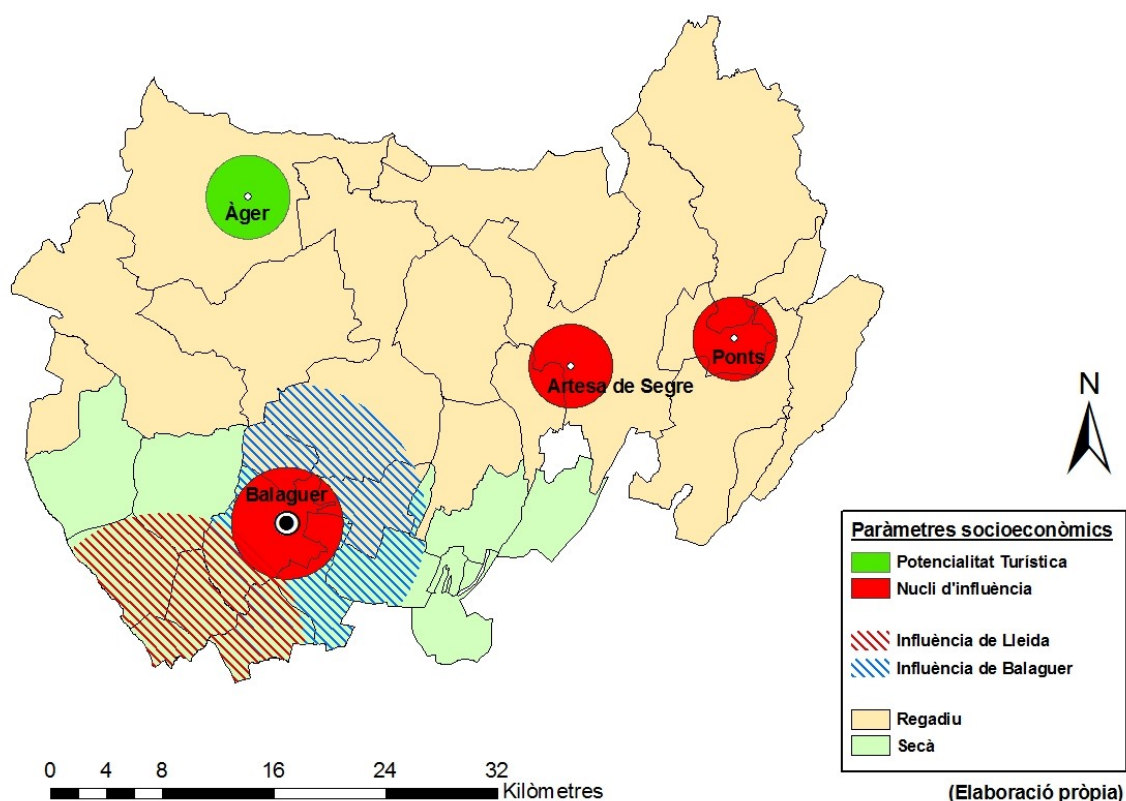 Àger
Ponts
Artesa de Segre
Balaguer
N
Paràmetres socioeconòmics
Potencialitat Turística
Nucli d'influència
Influència de Lleida
Influència de Balaguer
Regadiu
Secà
0 4 8 16 24 32
Kilòmetres
(Elaboració pròpia)